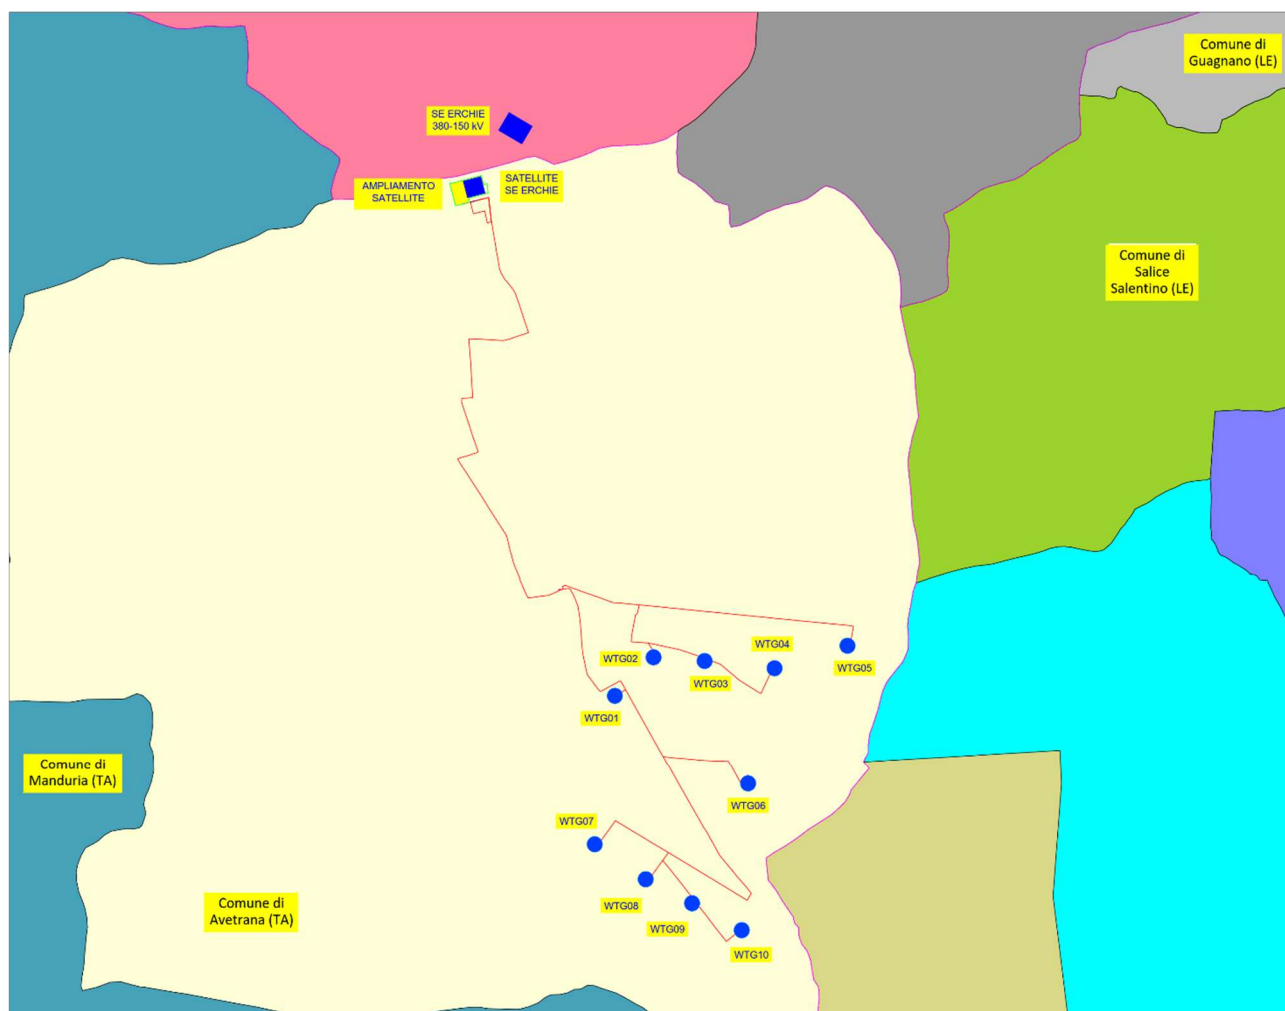 Comune di
Guagnano (LE)
SE ERCHIE
380-150 kV
AMPLIAMENTO
SATELLITE
SATELLITE
SE ERCHIE
Comune di
Salice
Salentino (LE)
WTG02
WTG03
WTG04
WTG05
WTG01
Comune di
Manduria (TA)
WTG06
WTG07
WTG08
WTG09
WTG10
Comune di
Avetrana (TA)